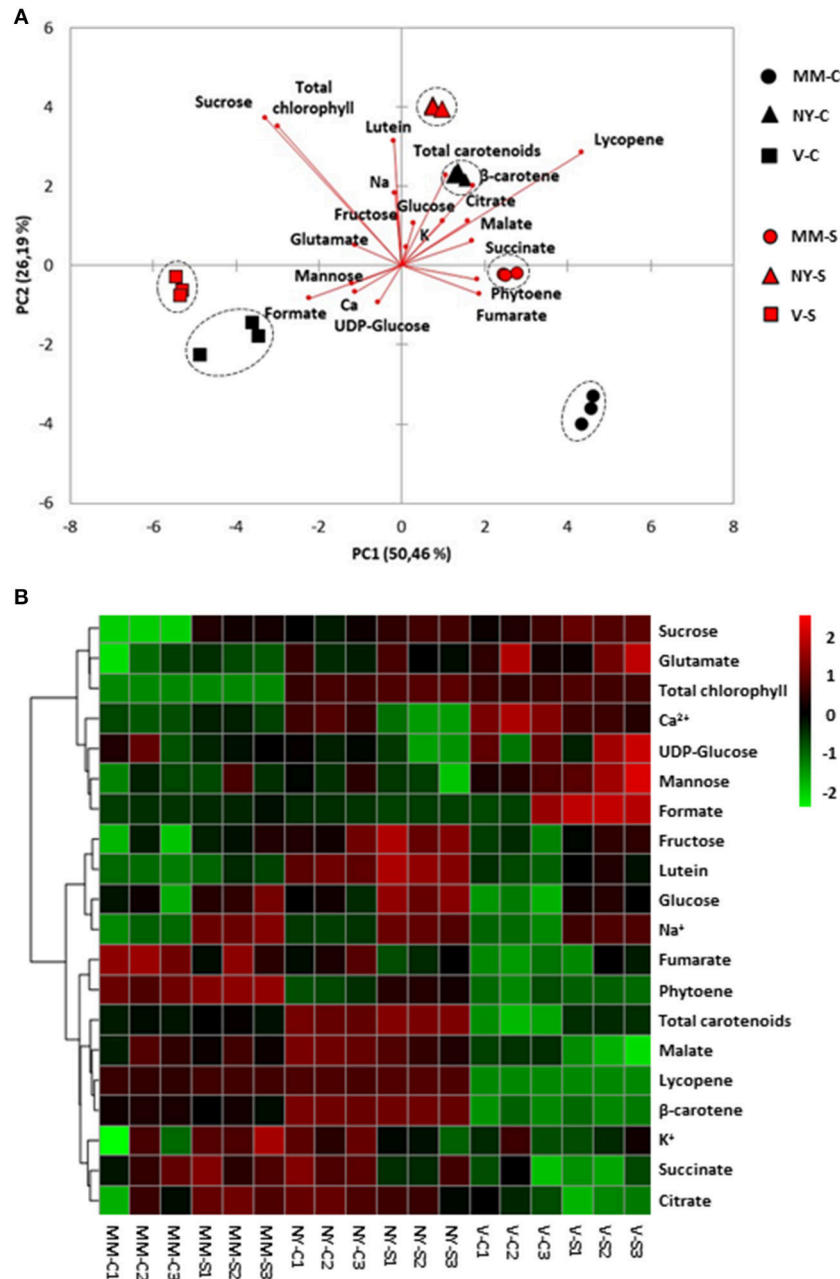 A
6
4
2
0
-2
-4
-6
PC2 (26,19 %)
-8
-6
-4
-2
0
2
4
6
8
PC1 (50,46 %)
Sucrose
Total
chlorophyll
Lutein
Lycopene
Total carotenoids
β-carotene
Na
Glucose
Citrate
Fructose
K
Malate
Glutamate
Succinate
Mannose
Ca
Phytoene
Formate
UDP-Glucose
Fumarate
MM-C
NY-C
V-C
MM-S
NY-S
V-S
B
Sucrose
Glutamate
Total chlorophyll
Ca²⁺
UDP-Glucose
Mannose
Formate
Fructose
Lutein
Glucose
Na⁺
Fumarate
Phytoene
Total carotenoids
Malate
Lycopene
β-carotene
K⁺
Succinate
Citrate
2
1
0
-1
-2
MM-C1
MM-C2
MM-C3
MM-S1
MM-S2
MM-S3
NY-C1
NY-C2
NY-C3
NY-S1
NY-S2
NY-S3
V-C1
V-C2
V-C3
V-S1
V-S2
V-S3